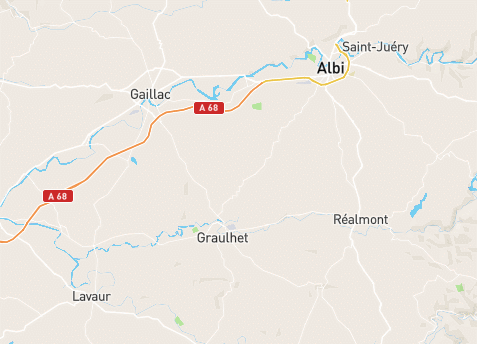 Saint-Juéry
Albi
Gaillac
A 68
A 68
Réalmont
Graulhet
Lavaur